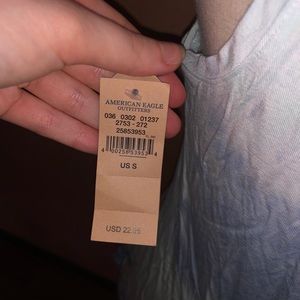 AMERICAN EAGLE
OUTFITTERS
036 0302 01237
2753 - 272
25853953
US S
USD 22.95